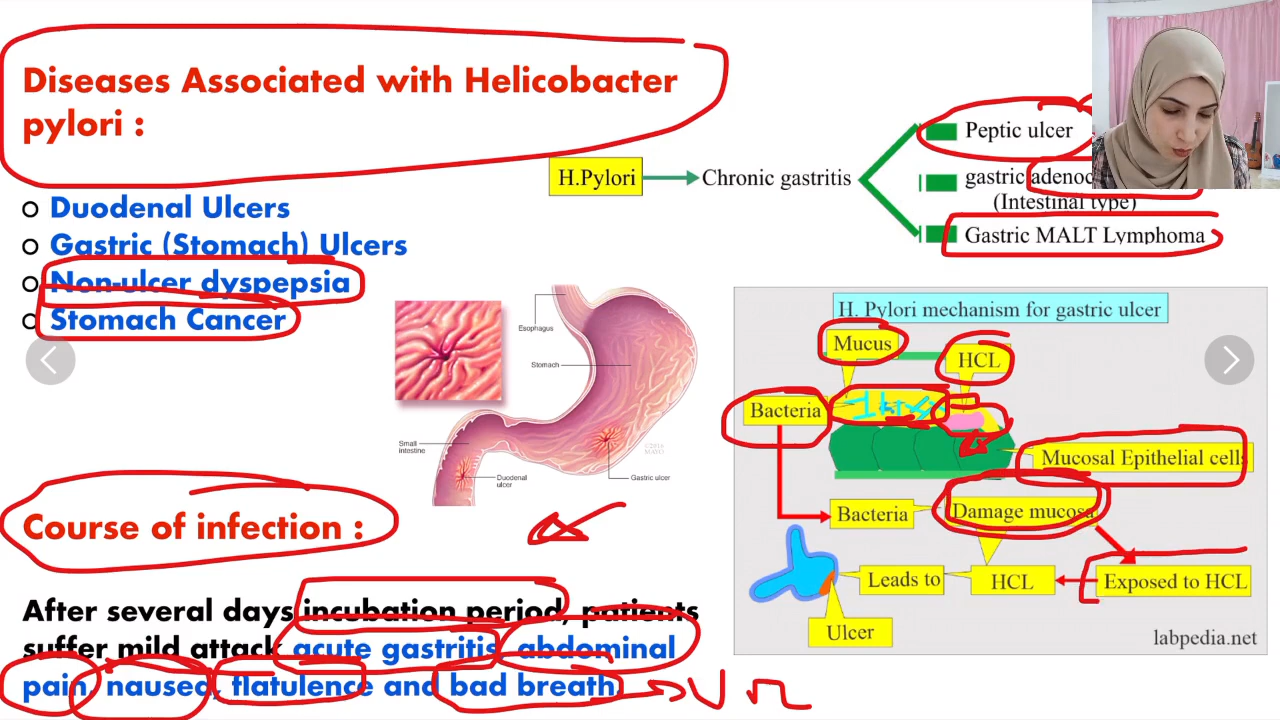 Diseases Associated with Helicobacter
pylori :
Duodenal Ulcers
Gastric (Stomach) Ulcers
Non-ulcer dyspepsia
Stomach Cancer
H.Pylori
Chronic gastritis
Peptic ulcer
gastric adenoc
(Intestinal type)
Gastric MALT Lymphoma
Esophagus
Stomach
Small
intestine
Duodenal
ulcer
Gastric ulcer
©2016
MAYO
H. Pylori mechanism for gastric ulcer
Mucus
HCL
Bacteria
Mucosal Epithelial cells
Bacteria
Damage mucosa
Exposed to HCL
HCL
Leads to
Ulcer
labpedia.net
Course of infection :
After several days incubation period, patients
suffer mild attack acute gastritis, abdominal
pain, nausea, flatulence and bad breath.